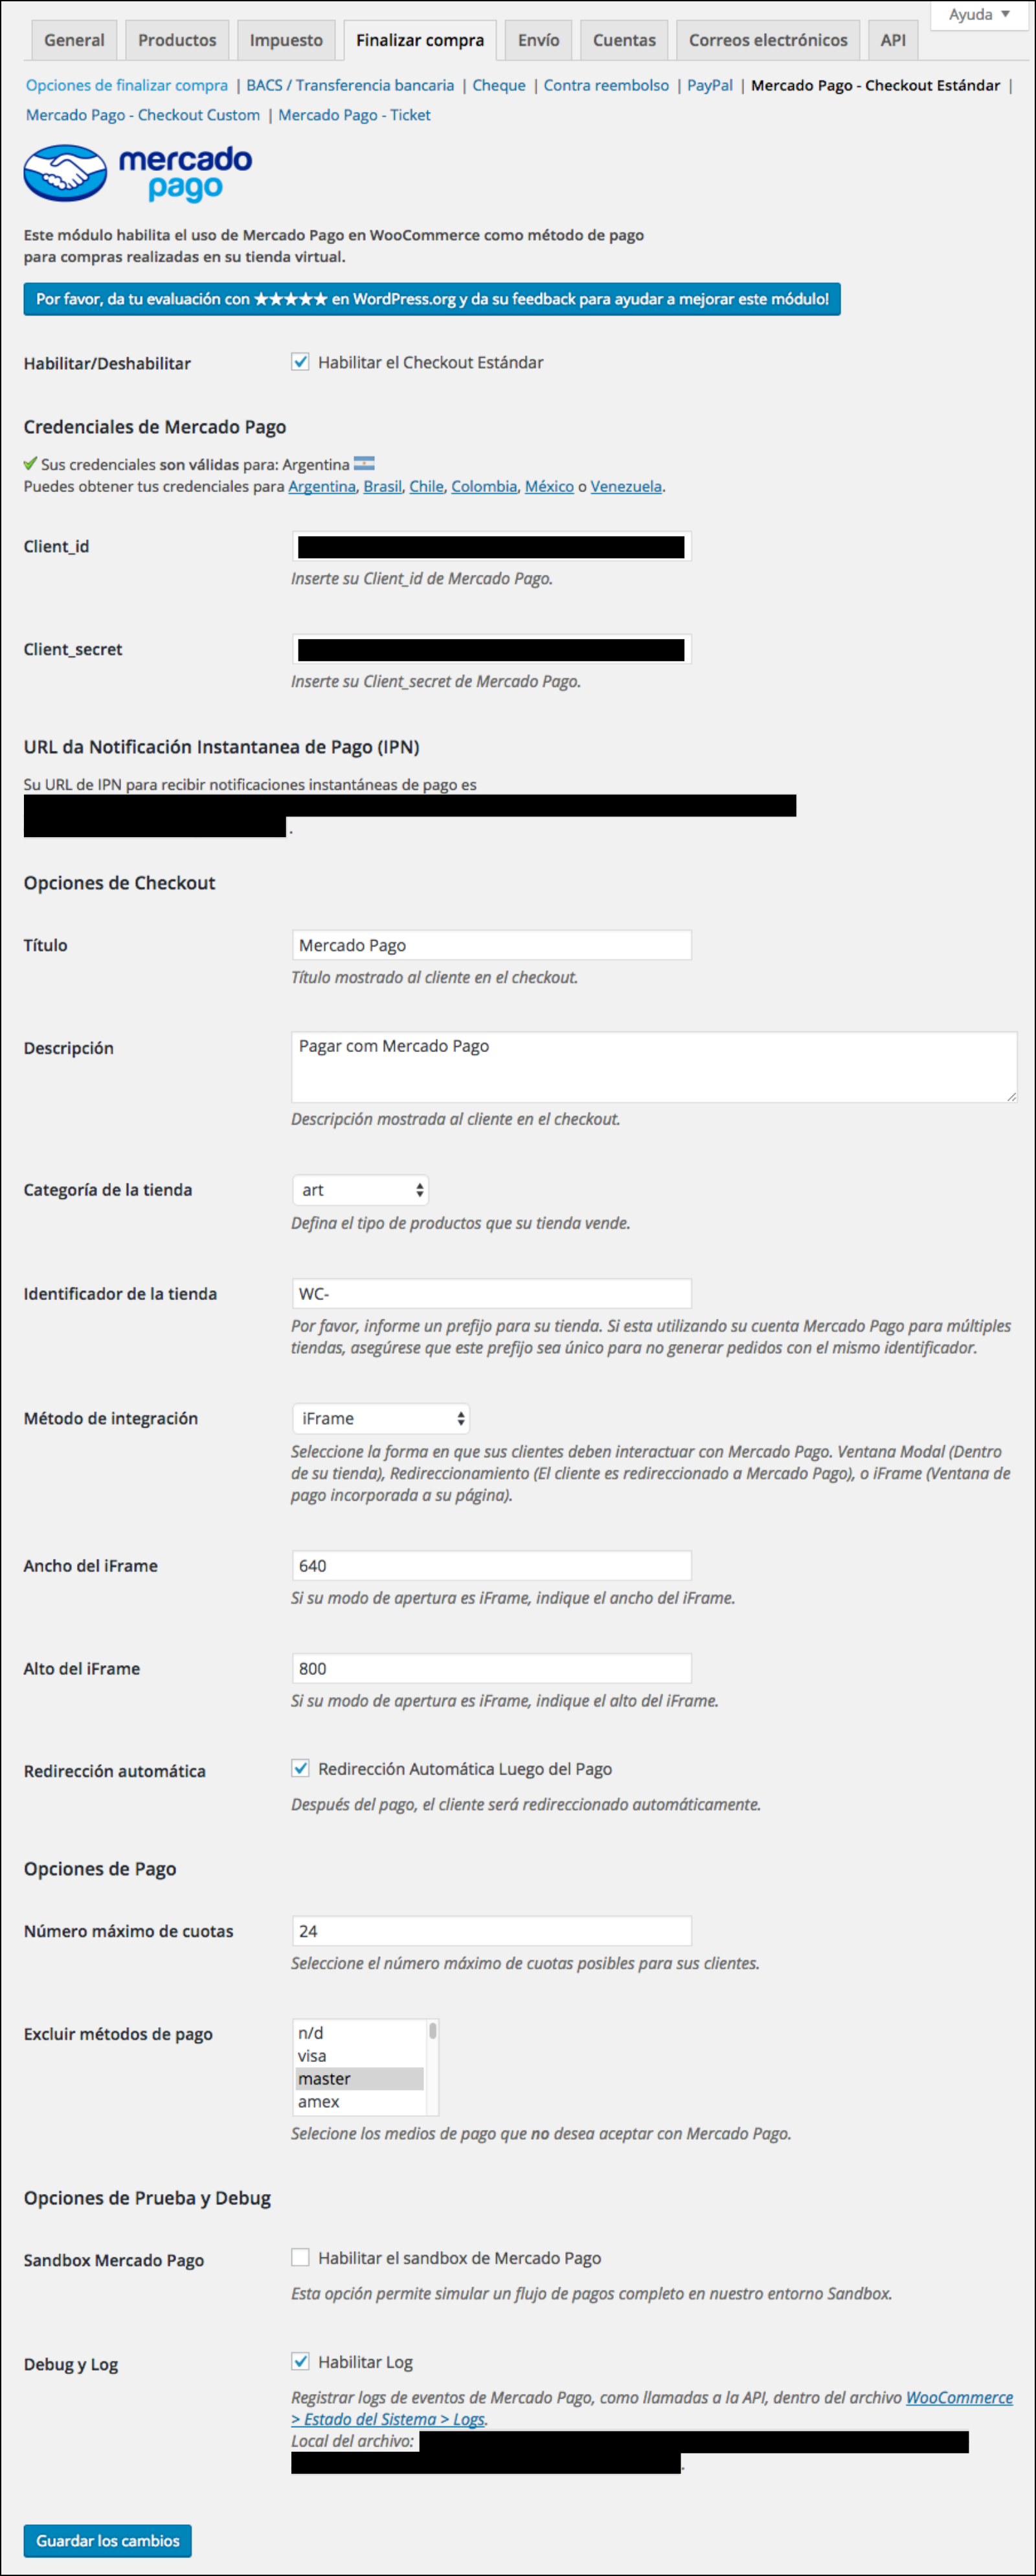 Ayuda ▼
General Productos Impuesto Finalizar compra Envío Cuentas Correos electrónicos API
Opciones de finalizar compra | BACS / Transferencia bancaria | Cheque | Contra reembolso | PayPal | Mercado Pago - Checkout Estándar |
Mercado Pago - Checkout Custom | Mercado Pago - Ticket
mercado
pago
Este módulo habilita el uso de Mercado Pago en WooCommerce como método de pago
para compras realizadas en su tienda virtual.
Por favor, da tu evaluación con ★★★★★ en WordPress.org y da su feedback para ayudar a mejorar este módulo!
Habilitar/Deshabilitar Habilitar el Checkout Estándar
Credenciales de Mercado Pago
Sus credenciales son válidas para: Argentina
Puedes obtener tus credenciales para Argentina, Brasil, Chile, Colombia, México o Venezuela.
Client_id
Inserte su Client_id de Mercado Pago.
Client_secret
Inserte su Client_secret de Mercado Pago.
URL da Notificación Instantanea de Pago (IPN)
Su URL de IPN para recibir notificaciones instantáneas de pago es
.
Opciones de Checkout
Título Mercado Pago
Título mostrado al cliente en el checkout.
Descripción Pagar com Mercado Pago
Descripción mostrada al cliente en el checkout.
Categoría de la tienda art
Defina el tipo de productos que su tienda vende.
Identificador de la tienda WC-
Por favor, informe un prefijo para su tienda. Si esta utilizando su cuenta Mercado Pago para múltiples
tiendas, asegúrese que este prefijo sea único para no generar pedidos con el mismo identificador.
Método de integración iFrame
Seleccione la forma en que sus clientes deben interactuar con Mercado Pago. Ventana Modal (Dentro
de su tienda), Redireccionamiento (El cliente es redireccionado a Mercado Pago), o iFrame (Ventana de
pago incorporada a su página).
Ancho del iFrame 640
Si su modo de apertura es iFrame, indique el ancho del iFrame.
Alto del iFrame 800
Si su modo de apertura es iFrame, indique el alto del iFrame.
Redirección automática Redirección Automática Luego del Pago
Después del pago, el cliente será redireccionado automáticamente.
Opciones de Pago
Número máximo de cuotas 24
Seleccione el número máximo de cuotas posibles para sus clientes.
Excluir métodos de pago n/d
visa
master
amex
Selecione los medios de pago que no desea aceptar con Mercado Pago.
Opciones de Prueba y Debug
Sandbox Mercado Pago Habilitar el sandbox de Mercado Pago
Esta opción permite simular un flujo de pagos completo en nuestro entorno Sandbox.
Debug y Log Habilitar Log
Registrar logs de eventos de Mercado Pago, como llamadas a la API, dentro del archivo WooCommerce
> Estado del Sistema > Logs.
Local del archivo:
.
Guardar los cambios